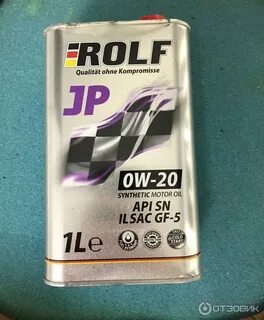 ROLF
Qualität ohne Kompromisse
JP
0W-20
SYNTHETIC MOTOR OIL
API SN
ILSAC GF-5
1L e
ОТЗОВИК